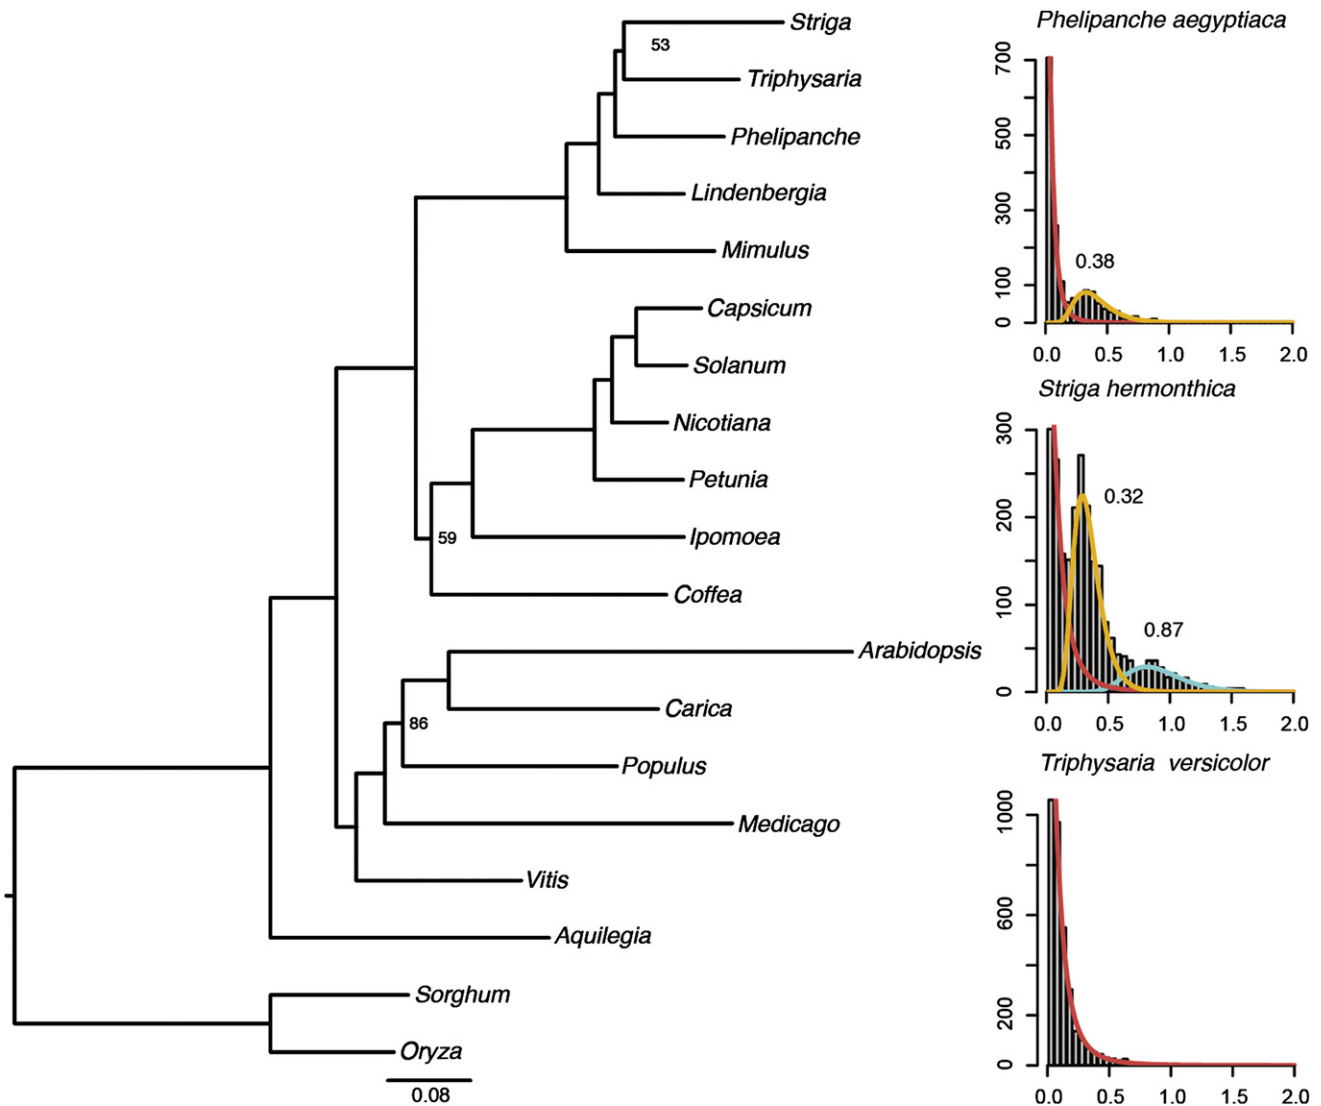 Striga
53
Triphysaria
Phelipanche
Lindenbergia
Mimulus
Capsicum
Solanum
Nicotiana
Petunia
59
Ipomoea
Coffea
Arabidopsis
Carica
86
Populus
Medicago
Vitis
Aquilegia
Sorghum
Oryza
0.08
Phelipanche aegyptiaca
700
500
300
100
0
0.38
0.0 0.5 1.0 1.5 2.0
Striga hermonthica
300
200
100
0
0.32
0.87
0.0 0.5 1.0 1.5 2.0
Triphysaria versicolor
1000
600
200
0
0.0 0.5 1.0 1.5 2.0